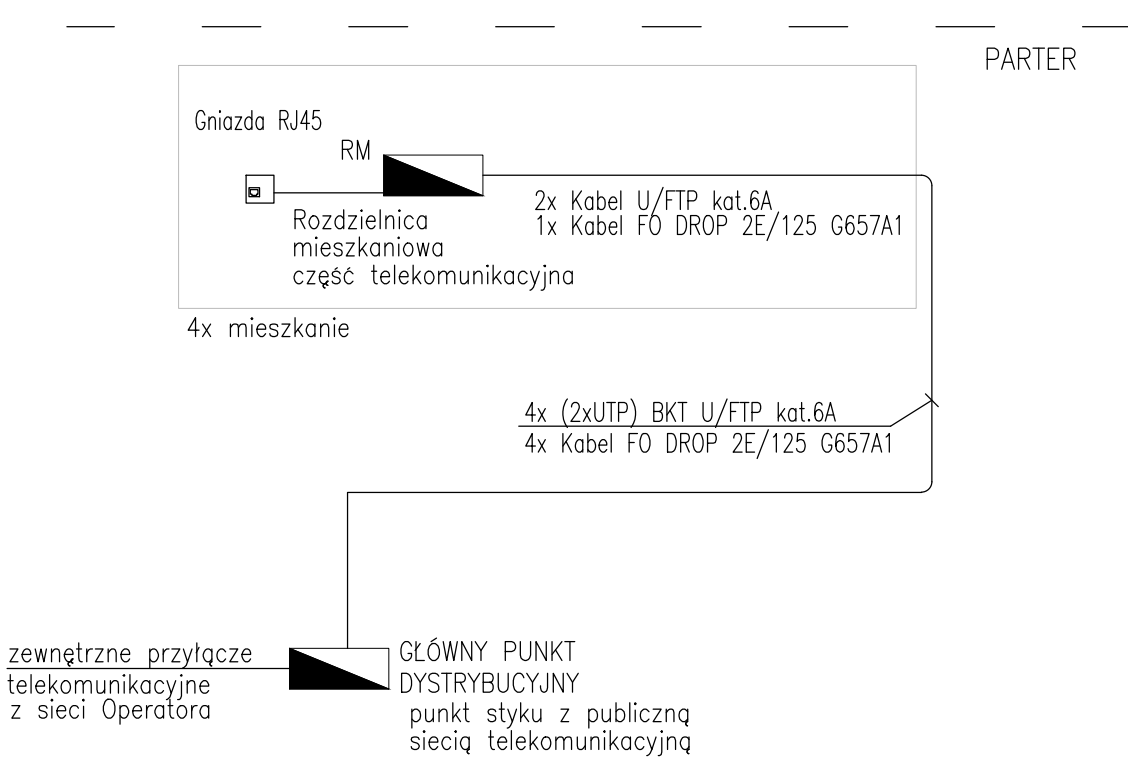 PARTER
Gniazda RJ45
RM
2x Kabel U/FTP kat.6A
1x Kabel FO DROP 2E/125 G657A1
Rozdzielnica
mieszkaniowa
część telekomunikacyjna
4x mieszkanie
4x (2xUTP) BKT U/FTP kat.6A
4x Kabel FO DROP 2E/125 G657A1
zewnętrzne przyłącze
telekomunikacyjne
z sieci Operatora
GŁÓWNY PUNKT
DYSTRYBUCYJNY
punkt styku z publiczną
siecią telekomunikacyjną